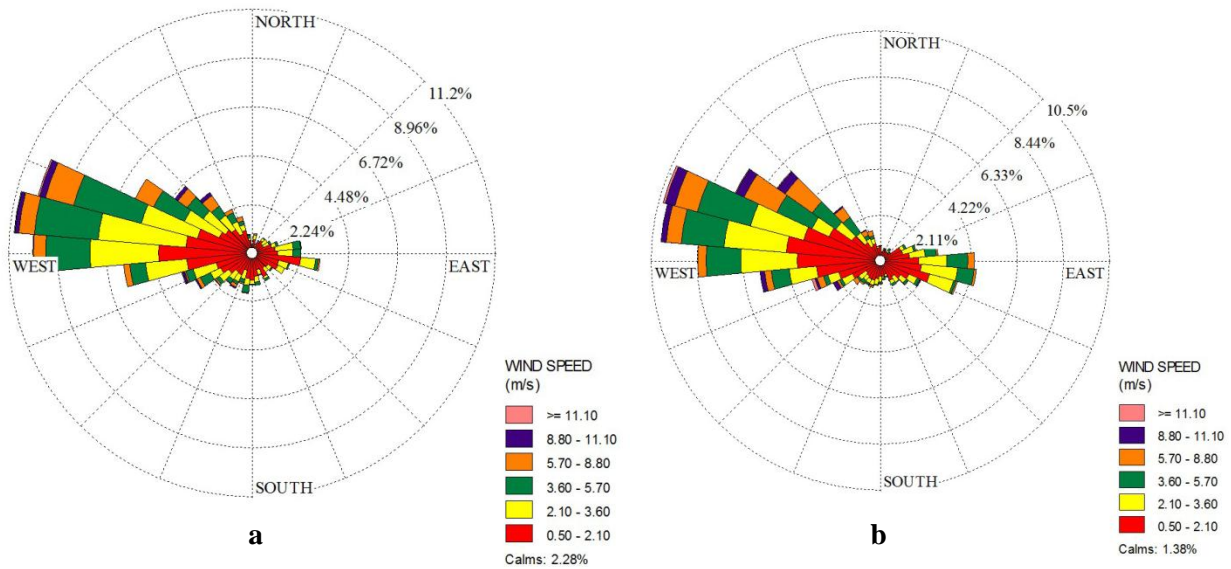 NORTH
11.2%
8.96%
6.72%
4.48%
2.24%
WEST
EAST
SOUTH
WIND SPEED
(m/s)
>= 11.10
8.80 - 11.10
5.70 - 8.80
3.60 - 5.70
2.10 - 3.60
0.50 - 2.10
Calms: 2.28%
a
NORTH
10.5%
8.44%
6.33%
4.22%
2.11%
WEST
EAST
SOUTH
WIND SPEED
(m/s)
>= 11.10
8.80 - 11.10
5.70 - 8.80
3.60 - 5.70
2.10 - 3.60
0.50 - 2.10
Calms: 1.38%
b